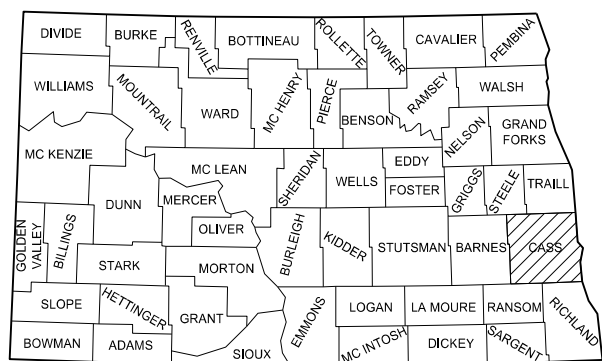 DIVIDE
BURKE
RENVILLE
BOTTINEAU
ROLLETTE
TOWNER
CAVALIER
PEMBINA
WILLIAMS
MOUNTRAIL
WARD
MC HENRY
PIERCE
BENSON
RAMSEY
WALSH
NELSON
GRAND
FORKS
MC KENZIE
DUNN
MC LEAN
MERCER
OLIVER
SHERIDAN
WELLS
EDDY
FOSTER
GRIGGS
STEELE
TRAILL
GOLDEN
VALLEY
BILLINGS
STARK
MORTON
BURLEIGH
KIDDER
STUTSMAN
BARNES
CASS
SLOPE
HETTINGER
GRANT
EMMONS
LOGAN
LA MOURE
RANSOM
RICHLAND
BOWMAN
ADAMS
SIOUX
MC INTOSH
DICKEY
SARGENT